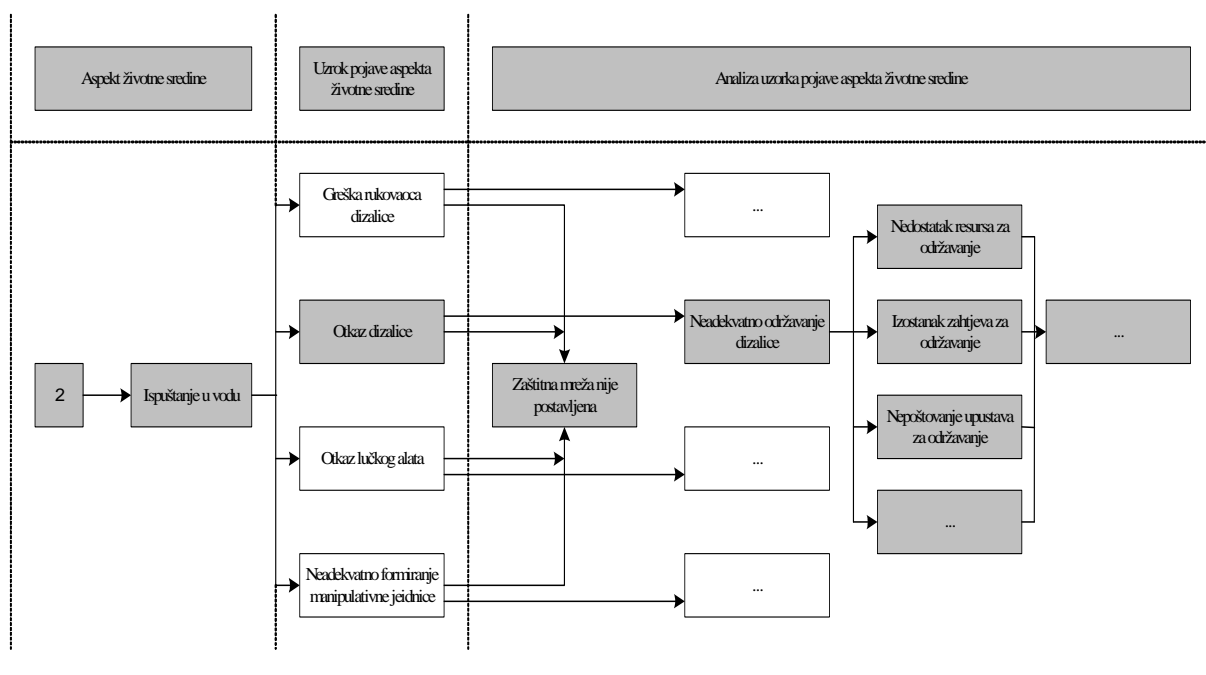 Aspekt životne sredine
Uzrok pojave aspekta
životne sredine
Analiza uzorka pojave aspekta životne sredine
Greška rukovaoca
dizalice
...
Nedostatak resursa za
održavanje
Otkaz dizalice
Neadekvatno održavanje
dizalice
Izostanak zahtjeva za
održavanje
...
2
Ispuštanje u vodu
Zaštitna mreža nije
postavljena
Nepoštovanje upustava
za održavanje
Otkaz lučkog alata
...
...
Neadekvatno formiranje
manipulativne jeidnice
...